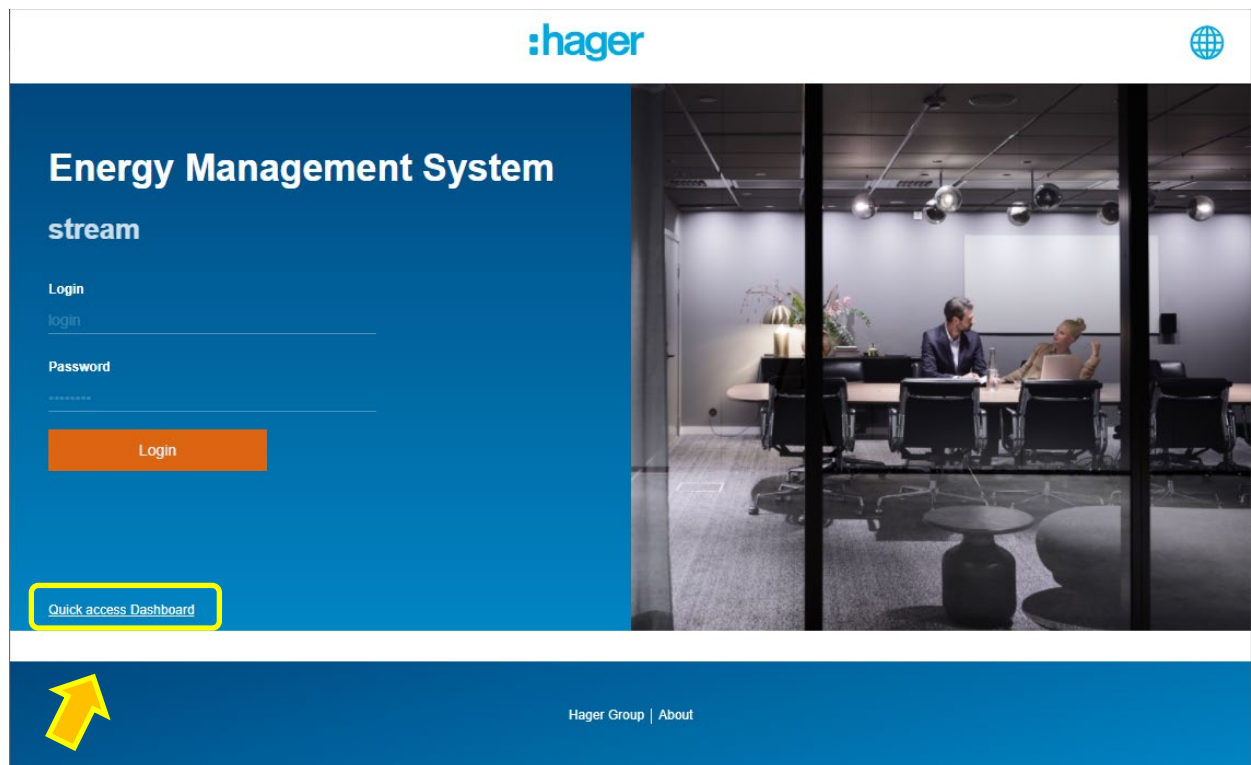 :hager
Energy Management System
stream
Login
login
Password
········
Login
Quick access Dashboard
Hager Group | About